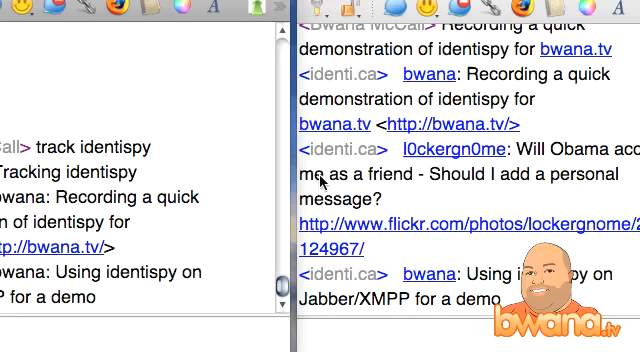 call> track identispy
Tracking identispy
bwana: Recording a quick
n of identispy for
tp://bwana.tv/>
bwana: Using identispy on
P for a demo
<Bwana McCall> Recording a quick
demonstration of identispy for bwana.tv
<identi.ca> bwana: Recording a quick
demonstration of identispy for
bwana.tv <http://bwana.tv/>
<identi.ca> l0ckergn0me: Will Obama acc
me as a friend - Should I add a personal
message?
http://www.flickr.com/photos/lockergnome/2
124967/
<identi.ca> bwana: Using i py on
Jabber/XMPP for a demo
bwana.tv